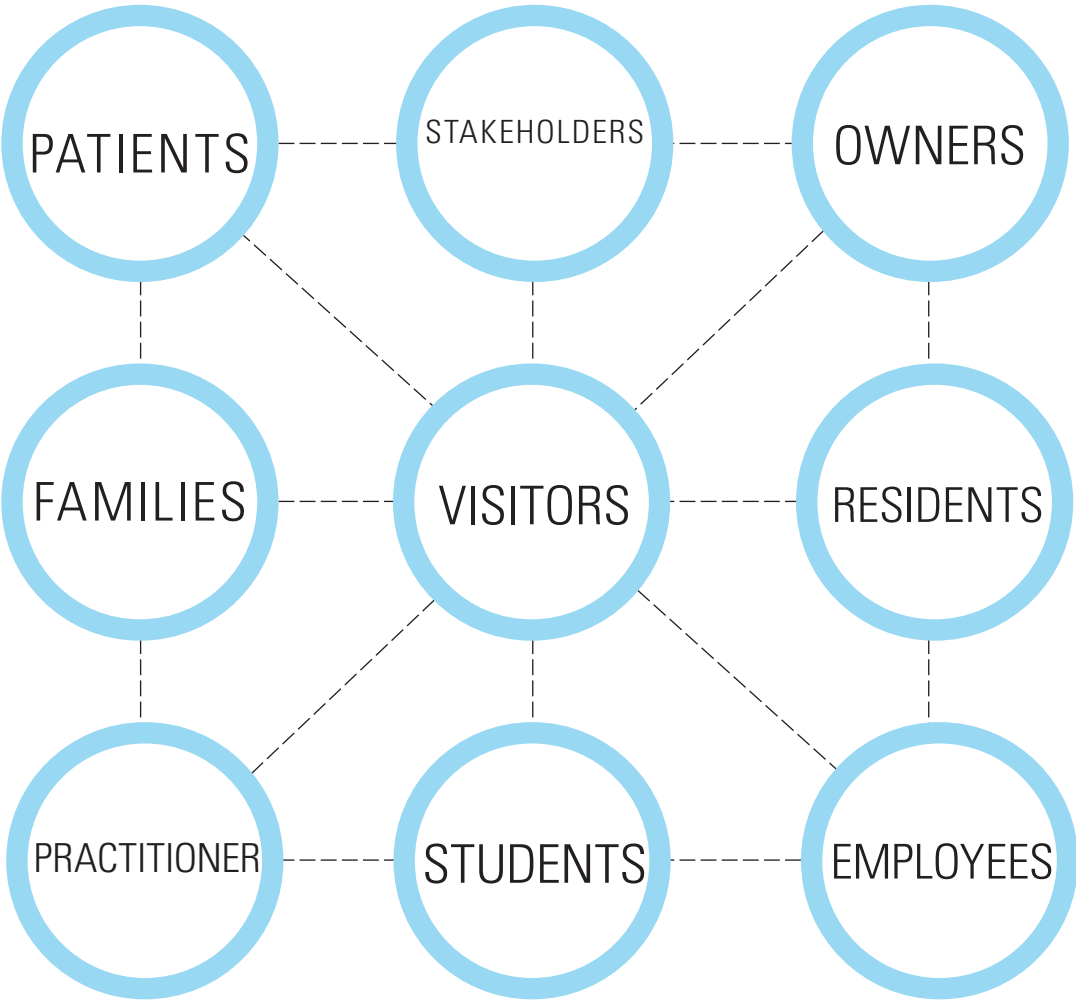 PATIENTS
STAKEHOLDERS
OWNERS
FAMILIES
VISITORS
RESIDENTS
PRACTITIONER
STUDENTS
EMPLOYEES